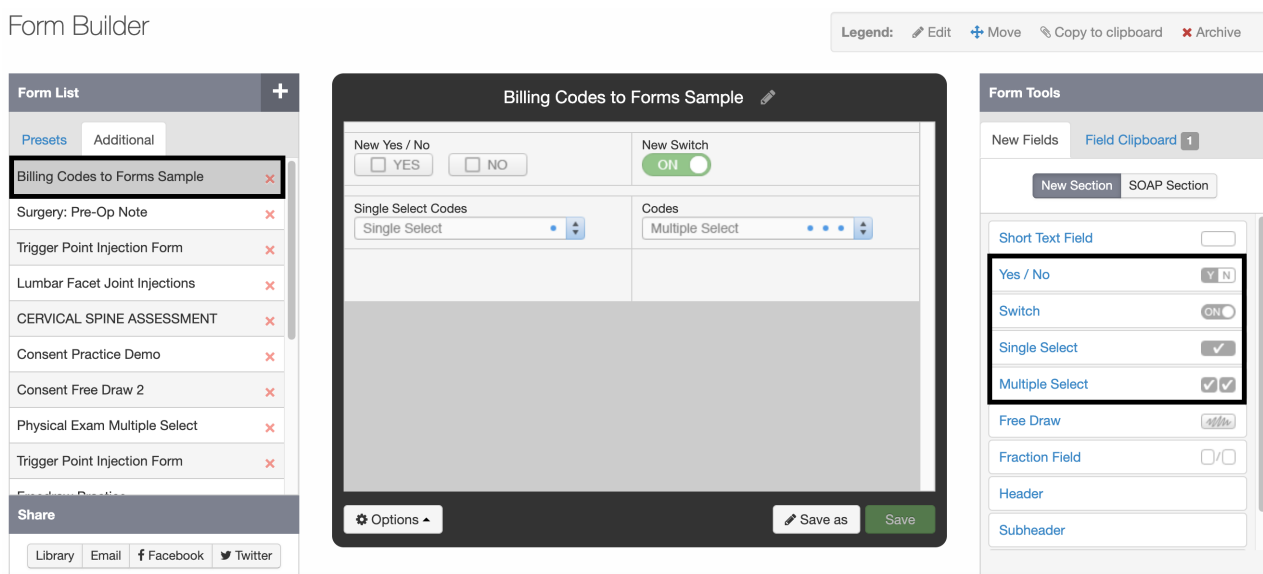 Form Builder
Legend: Edit Move Copy to clipboard Archive
Form List
Presets Additional
Billing Codes to Forms Sample
Surgery: Pre-Op Note
Trigger Point Injection Form
Lumbar Facet Joint Injections
CERVICAL SPINE ASSESSMENT
Consent Practice Demo
Consent Free Draw 2
Physical Exam Multiple Select
Trigger Point Injection Form
Share
Library Email Facebook Twitter
Billing Codes to Forms Sample
New Yes / No New Switch
YES NO ON
Single Select Codes Codes
Single Select Multiple Select
Options Save as Save
Form Tools
New Fields Field Clipboard 1
New Section SOAP Section
Short Text Field
Yes / No Y N
Switch ON
Single Select
Multiple Select
Free Draw
Fraction Field /
Header
Subheader